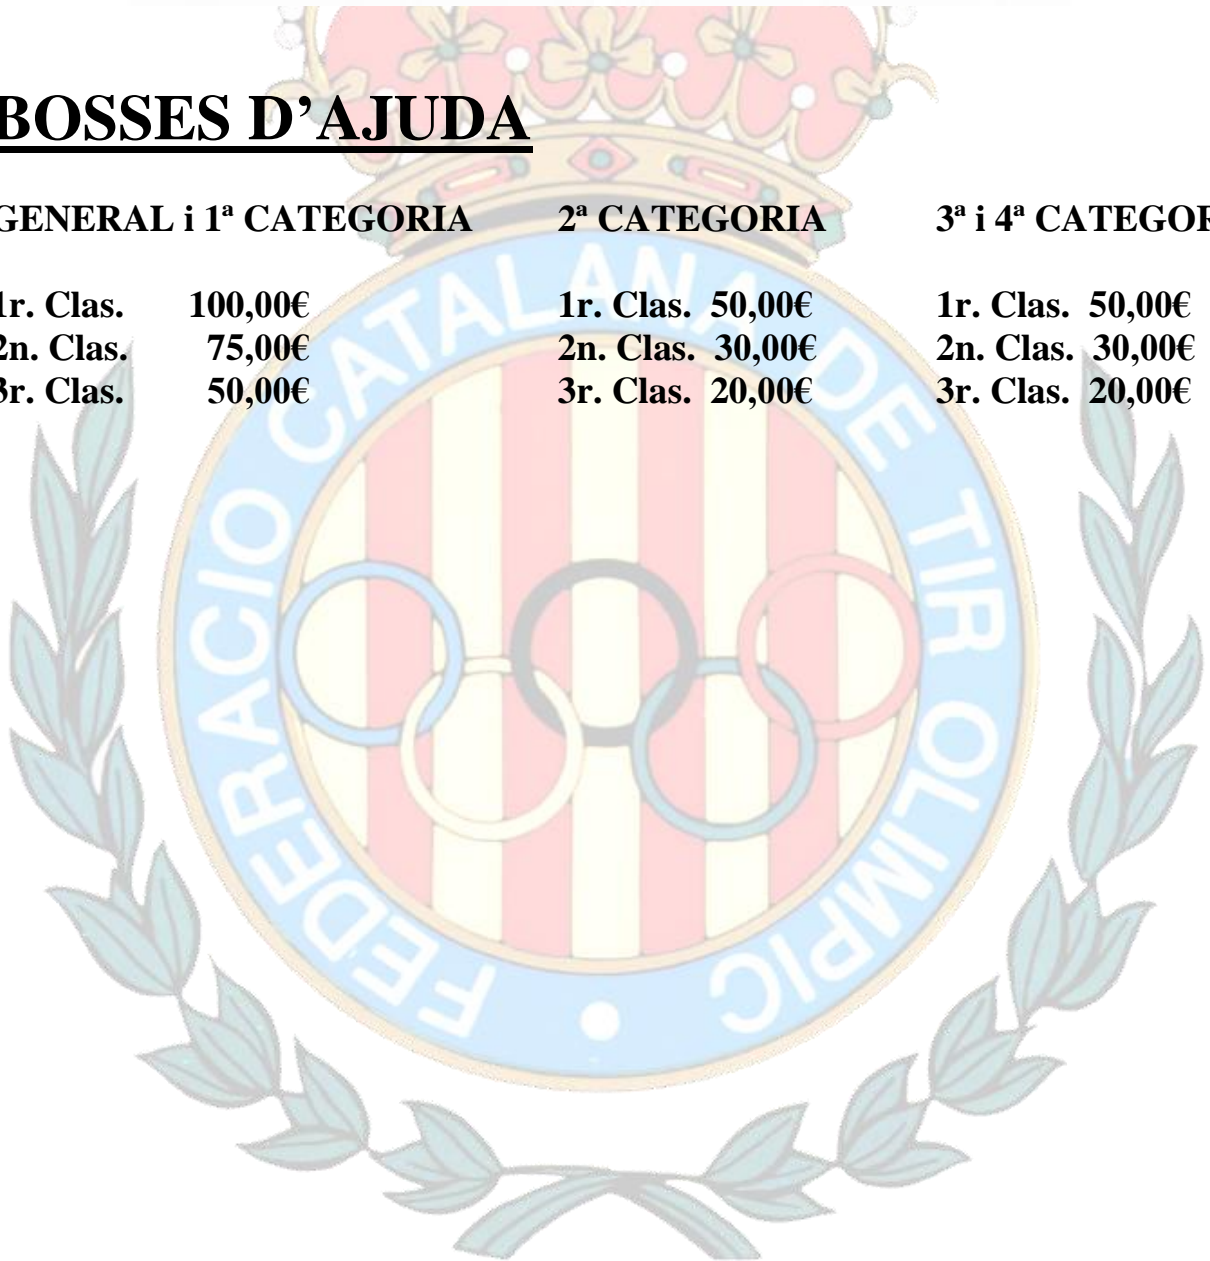 BOSSES D’AJUDA
GENERAL i 1ª CATEGORIA 2ª CATEGORIA 3ª i 4ª
1r. Clas. 100,00€ 1r. Clas. 50,00€ 1r. Clas. 50,00€
2n. Clas. 75,00€ 2n. Clas. 30,00€ 2n. Clas. 30,00€
3r. Clas. 50,00€ 3r. Clas. 20,00€ 3r. Clas. 20,00€
FEDERACIO CATALANA DE TIR OLIMPIC